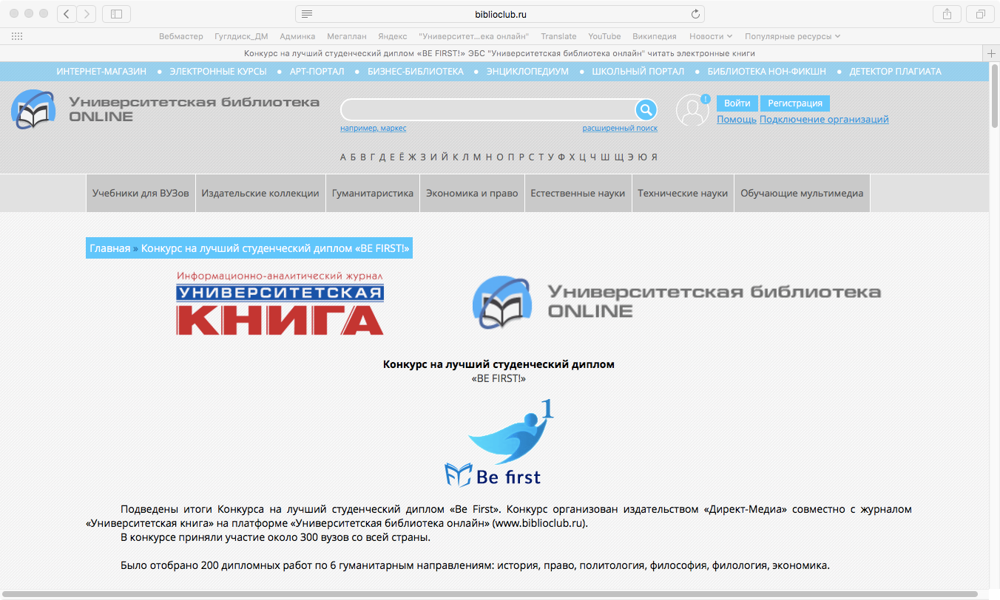 biblioclub.ru
Вебмастер Гуглдиск_ДМ Админка Мегаплан Яндекс "Университет...ека онлайн" Translate YouTube Википедия Новости Популярные ресурсы
Конкурс на лучший студенческий диплом «BE FIRST!» ЭБС "Университетская библиотека онлайн" читать электронные книги
ИНТЕРНЕТ-МАГАЗИН • ЭЛЕКТРОННЫЕ КУРСЫ • АРТ-ПОРТАЛ • БИЗНЕС-БИБЛИОТЕКА • ЭНЦИКЛОПЕДИУМ • ШКОЛЬНЫЙ ПОРТАЛ • БИБЛИОТЕКА НОН-ФИКШН • ДЕТЕКТОР ПЛАГИАТА
Университетская библиотека
ONLINE
!
Войти Регистрация
Помощь Подключение организаций
например, маркес расширенный поиск
А Б В Г Д Е Ё Ж З И Й К Л М Н О П Р С Т У Ф Х Ц Ч Ш Щ Э Ю Я
Учебники для ВУЗов Издательские коллекции Гуманитаристика Экономика и право Естественные науки Технические науки Обучающие мультимедиа
Главная » Конкурс на лучший студенческий диплом «BE FIRST!»
Информационно-аналитический журнал
УНИВЕРСИТЕТСКАЯ
КНИГА
Университетская библиотека
ONLINE
Конкурс на лучший студенческий диплом
«BE FIRST!»
1
Be first
Подведены итоги Конкурса на лучший студенческий диплом «Be First». Конкурс организован издательством «Директ-Медиа» совместно с журналом
«Университетская книга» на платформе «Университетская библиотека онлайн» (www.biblioclub.ru).
В конкурсе приняли участие около 300 вузов со всей страны.
Было отобрано 200 дипломных работ по 6 гуманитарным направлениям: история, право, политология, философия, филология, экономика.